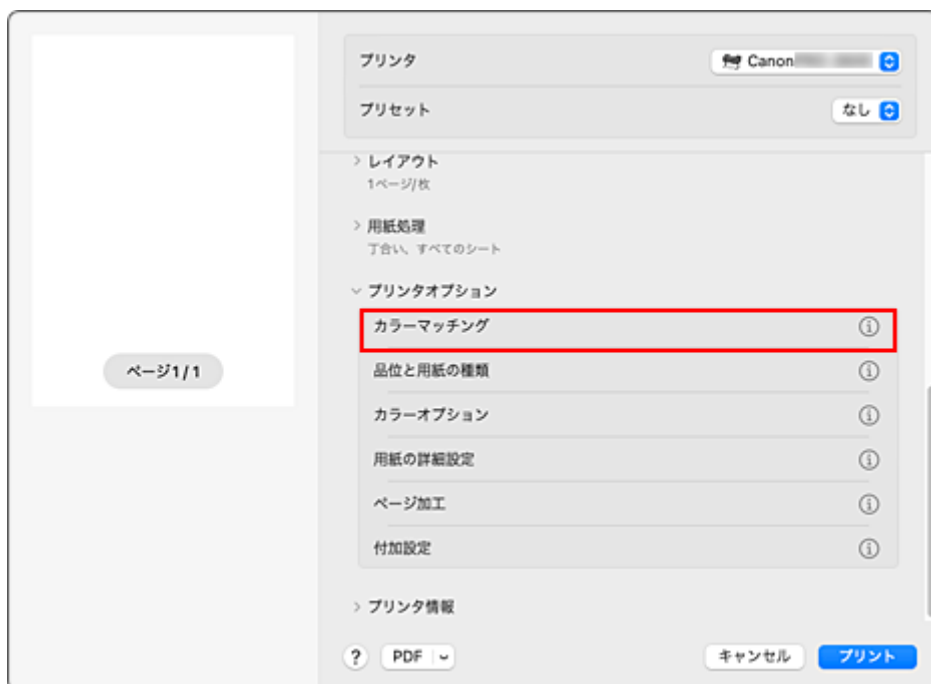 プリンタ
Canon
プリセット
なし
レイアウト
1ページ/枚
用紙処理
丁合い、すべてのシート
プリンタオプション
カラーマッチング
品位と用紙の種類
カラーオプション
用紙の詳細設定
ページ加工
付加設定
プリンタ情報
ページ1/1
? PDF
キャンセル
プリント